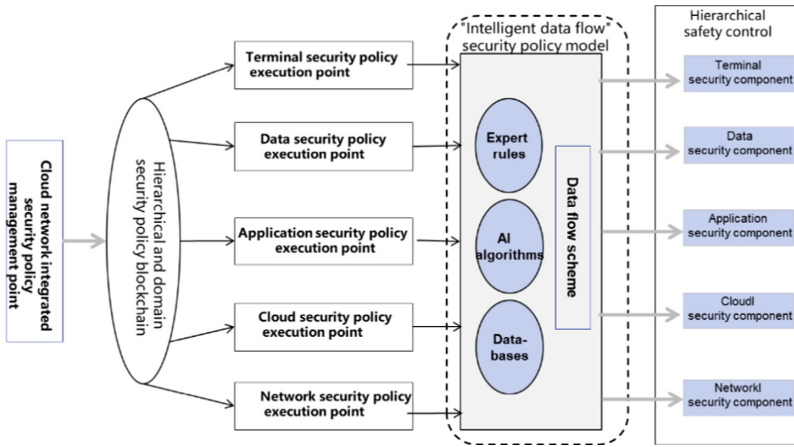 Cloud network integrated
security policy
management point
Hierarchical and domain
security policy blockchain
Terminal security policy
execution point
Data security policy
execution point
Application security policy
execution point
Cloud security policy
execution point
Network security policy
execution point
"Intelligent data flow"
security policy model
Expert
rules
AI
algorithms
Data-
bases
Data flow scheme
Hierarchical
safety control
Terminal
security component
Data
security component
Application
security component
Cloudl
security component
Networkl
security component